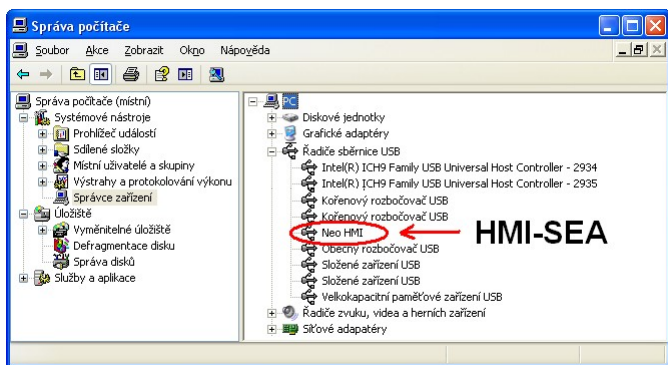 Správa počítače
Soubor Akce Zobrazit Okno Nápověda
Správa počítače (místní)
Systémové nástroje
Prohlížeč událostí
Sdílené složky
Místní uživatelé a skupiny
Výstrahy a protokolování výkonu
Správce zařízení
Úložiště
Vyměnitelné úložiště
Defragmentace disku
Správa disků
Služby a aplikace
PC
Diskové jednotky
Grafické adaptéry
Řadiče sběrnice USB
Intel(R) ICH9 Family USB Universal Host Controller - 2934
Intel(R) ICH9 Family USB Universal Host Controller - 2935
Kořenový rozbočovač USB
Kořenový rozbočovač USB
Neo HMI
HMI-SEA
Obecný rozbočovač USB
Složené zařízení USB
Složené zařízení USB
Velkokapacitní paměťové zařízení USB
Řadiče zvuku, videa a herních zařízení
Síťové adapatéry